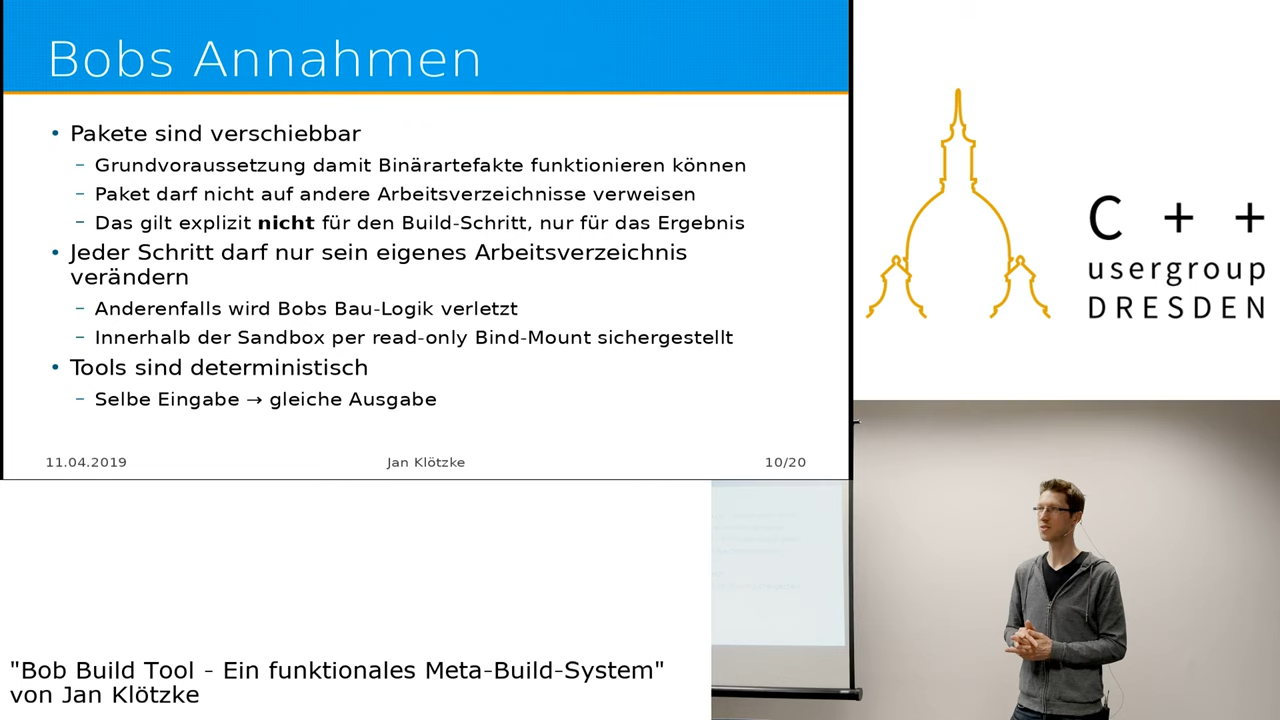 Bobs Annahmen
• Pakete sind verschiebbar
– Grundvoraussetzung damit Binärartefakte funktionieren können
– Paket darf nicht auf andere Arbeitsverzeichnisse verweisen
– Das gilt explizit nicht für den Build-Schritt, nur für das Ergebnis
• Jeder Schritt darf nur sein eigenes Arbeitsverzeichnis
verändern
– Anderenfalls wird Bobs Bau-Logik verletzt
– Innerhalb der Sandbox per read-only Bind-Mount sichergestellt
• Tools sind deterministisch
– Selbe Eingabe → gleiche Ausgabe
11.04.2019
Jan Klötzke
10/20
C + +
usergroup
DRESDEN
"Bob Build Tool - Ein funktionales Meta-Build-System"
von Jan Klötzke